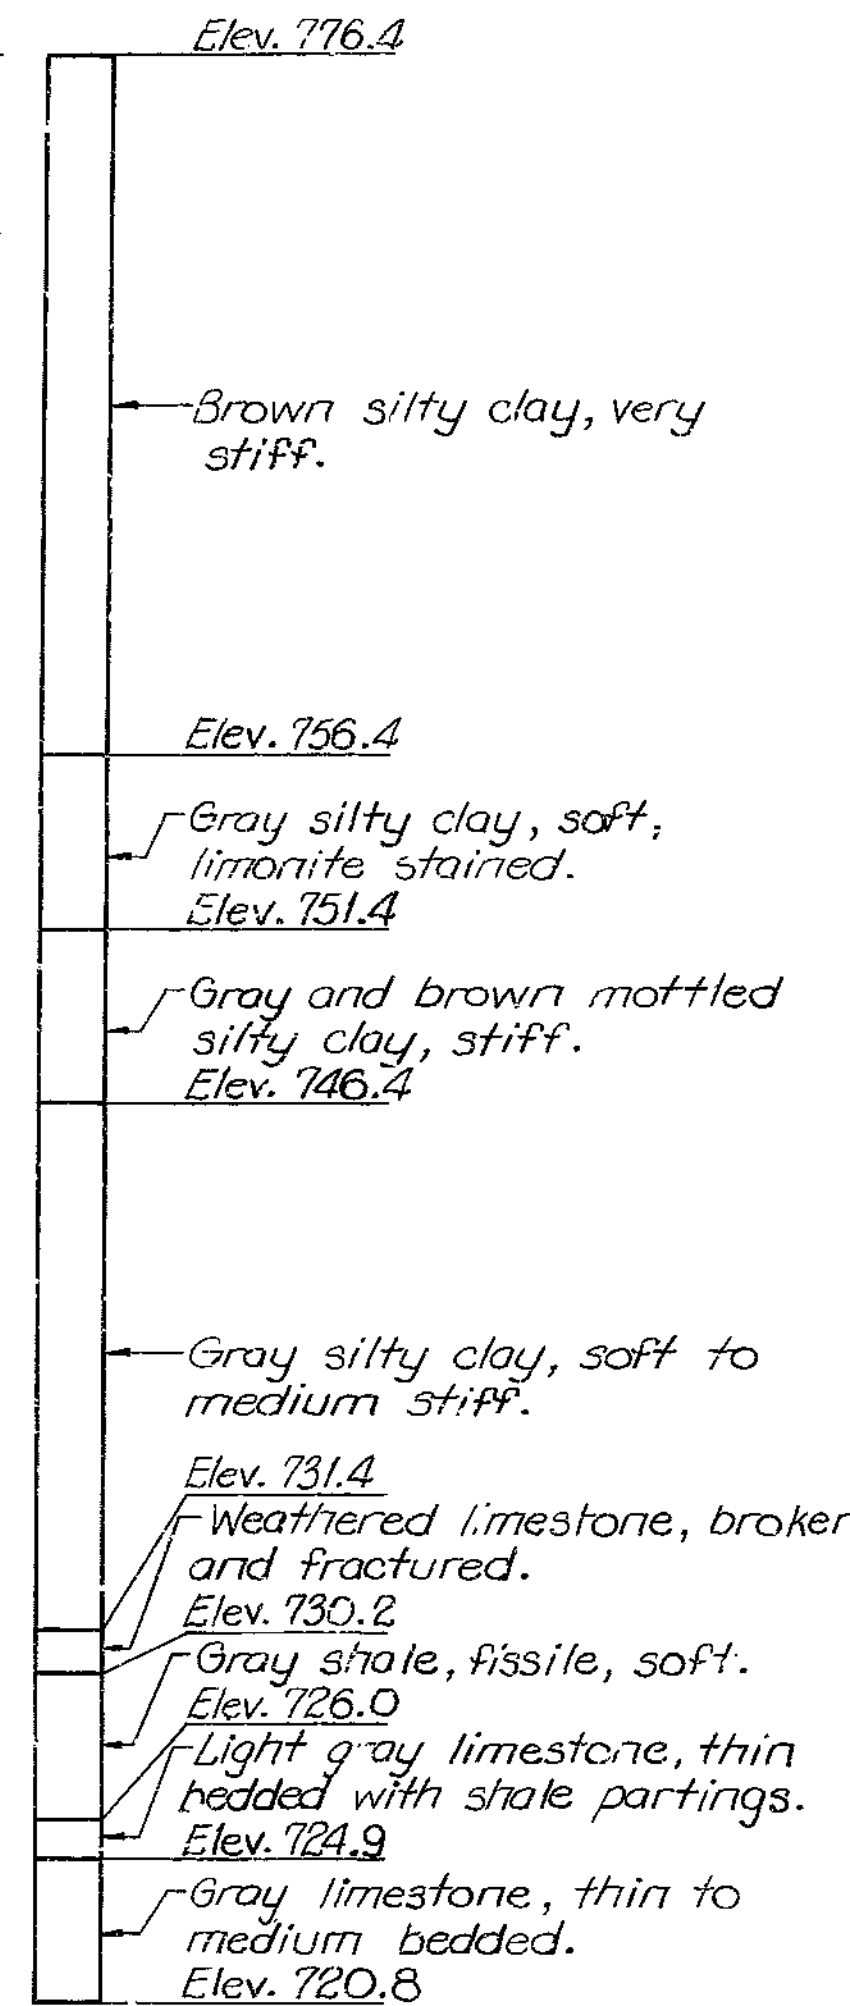 Elev. 776.4
Brown silty clay, very
stiff.
Elev. 756.4
Gray silty clay, soft,
limonite stained.
Elev. 751.4
Gray and brown mottled
silty clay, stiff.
Elev. 746.4
Gray silty clay, soft to
medium stiff.
Elev. 731.4
Weathered limestone, broken
and fractured.
Elev. 730.2
Gray shale, fissile, soft.
Elev. 726.0
Light gray limestone, thin
bedded with shale partings.
Elev. 724.9
Gray limestone, thin to
medium bedded.
Elev. 720.8